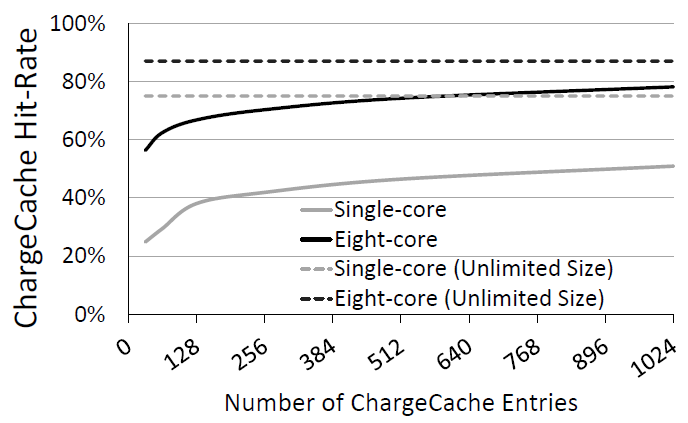 100%
80%
60%
40%
20%
0%
ChargeCache Hit-Rate
Single-core
Eight-core
Single-core (Unlimited Size)
Eight-core (Unlimited Size)
0
128
256
384
512
640
768
896
1024
Number of ChargeCache Entries